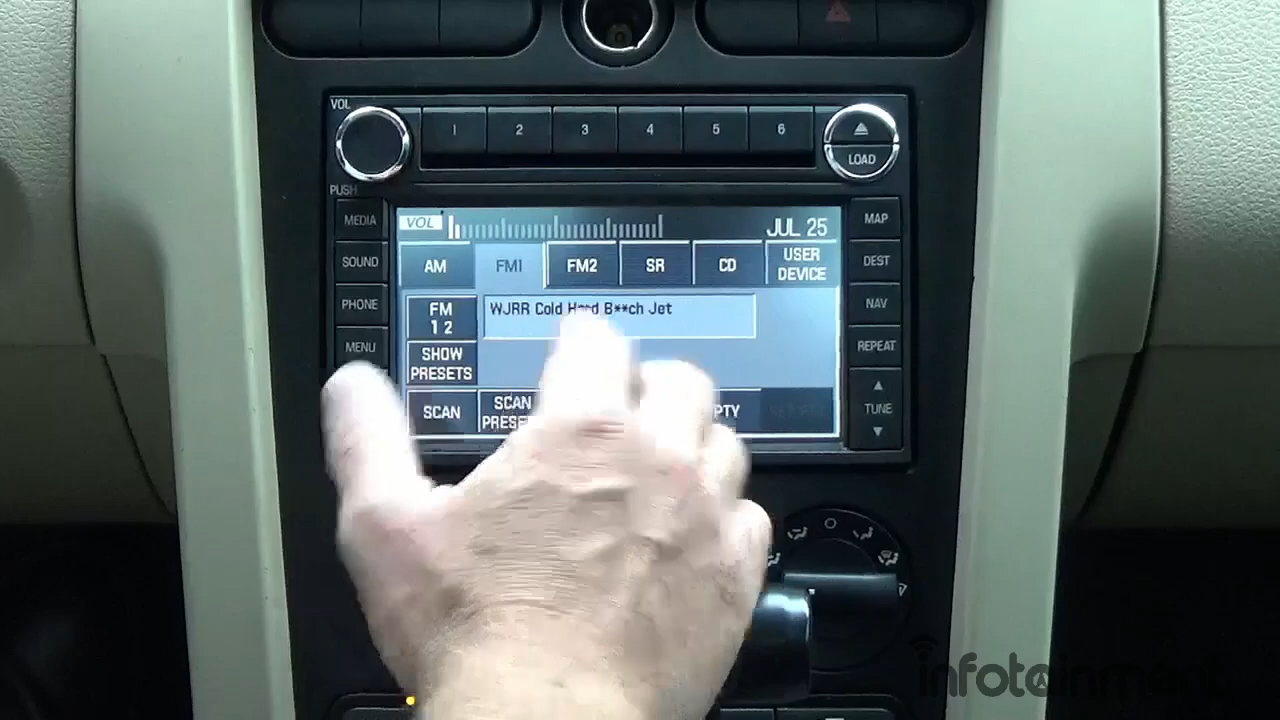 VOL
1 2 3 4 5 6
LOAD
PUSH
MEDIA
SOUND
PHONE
MENU
VOL
JUL 25
AM FM1 FM2 SR CD USER DEVICE
FM
1 2
WJRR Cold H**d B**ch Jet
SHOW
PRESETS
SCAN
SCAN
MAP
DEST
NAV
REPEAT
TUNE